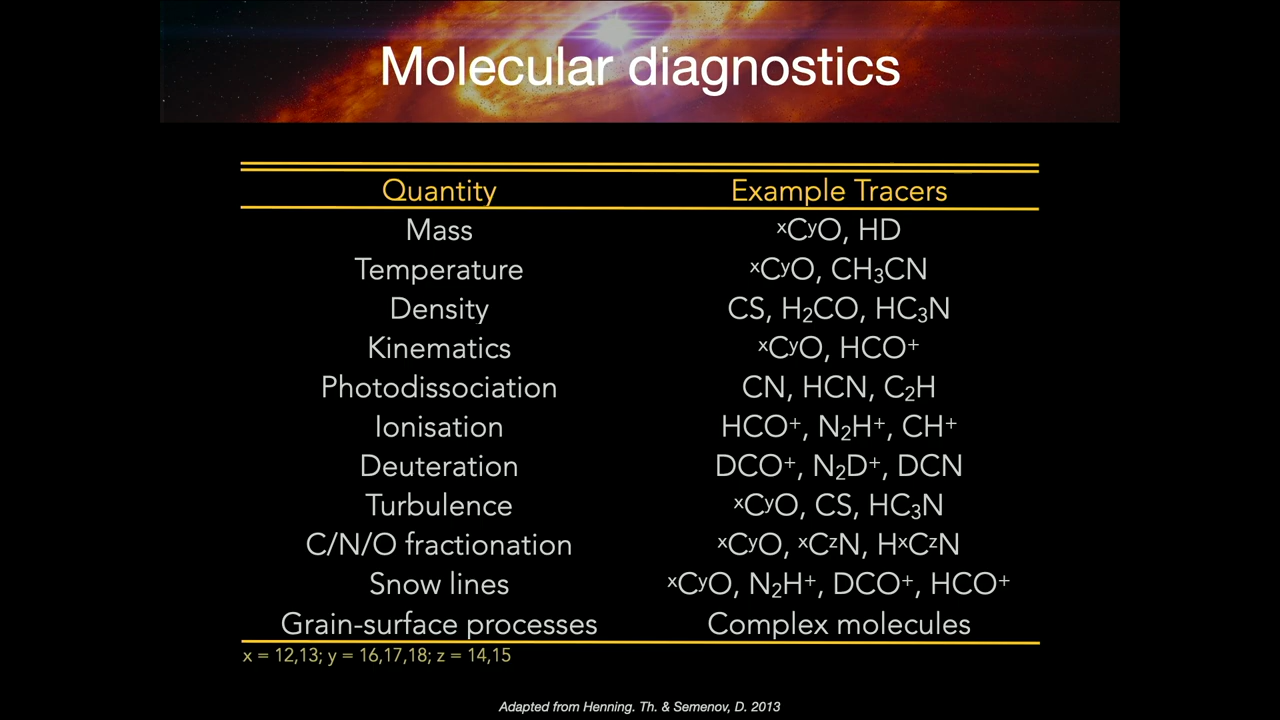 Molecular diagnostics
Quantity Example Tracers
Mass ˣCʸO, HD
Temperature ˣCʸO, CH₃CN
Density CS, H₂CO, HC₃N
Kinematics ˣCʸO, HCO⁺
Photodissociation CN, HCN, C₂H
Ionisation HCO⁺, N₂H⁺, CH⁺
Deuteration DCO⁺, N₂D⁺, DCN
Turbulence ˣCʸO, CS, HC₃N
C/N/O fractionation ˣCʸO, ˣCᶻN, HˣCᶻN
Snow lines ˣCʸO, N₂H⁺, DCO⁺, HCO⁺
Grain-surface processes Complex molecules
x = 12,13; y = 16,17,18; z = 14,15
Adapted from Henning. Th. & Semenov, D. 2013